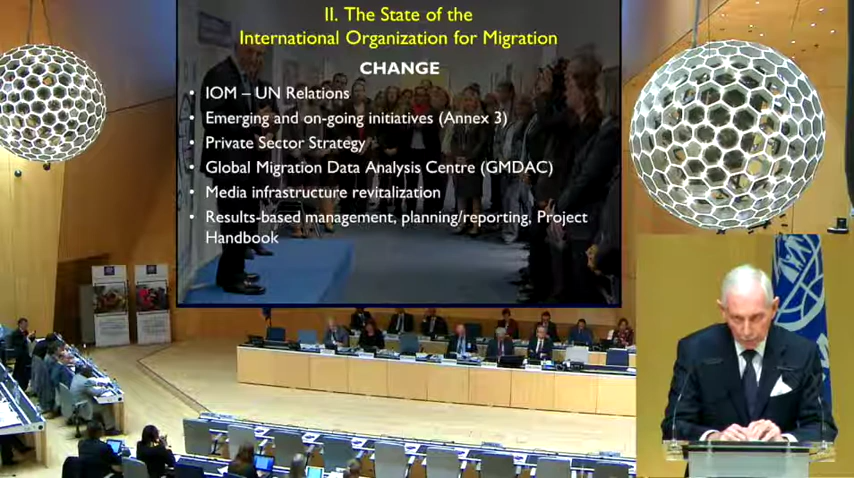 II. The State of the
International Organization for Migration
CHANGE
• IOM – UN Relations
• Emerging and on-going initiatives (Annex 3)
• Private Sector Strategy
• Global Migration Data Analysis Centre (GMDAC)
• Media infrastructure revitalization
• Results-based management, planning/reporting, Project
Handbook